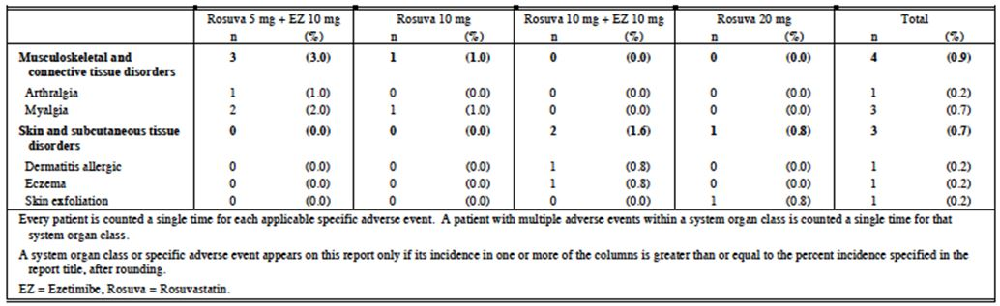 Rosuva 5 mg + EZ 10 mg Rosuva 10 mg Rosuva 10 mg + EZ 10 mg Rosuva 20 mg Total
n (%) n (%) n (%) n (%) n (%)
Musculoskeletal and 3 (3.0) 1 (1.0) 0 (0.0) 0 (0.0) 4 (0.9)
connective tissue disorders
Arthralgia 1 (1.0) 0 (0.0) 0 (0.0) 0 (0.0) 1 (0.2)
Myalgia 2 (2.0) 1 (1.0) 0 (0.0) 0 (0.0) 3 (0.7)
Skin and subcutaneous tissue 0 (0.0) 0 (0.0) 2 (1.6) 1 (0.8) 3 (0.7)
disorders
Dermatitis allergic 0 (0.0) 0 (0.0) 1 (0.8) 0 (0.0) 1 (0.2)
Eczema 0 (0.0) 0 (0.0) 1 (0.8) 0 (0.0) 1 (0.2)
Skin exfoliation 0 (0.0) 0 (0.0) 0 (0.0) 1 (0.8) 1 (0.2)
Every patient is counted a single time for each applicable specific adverse event. A patient with multiple adverse events within a system organ class is counted a single time for that
system organ class.
A system organ class or specific adverse event appears on this report only if its incidence in one or more of the columns is greater than or equal to the percent incidence specified in the
report title, after rounding.
EZ = Ezetimibe, Rosuva = Rosuvastatin.